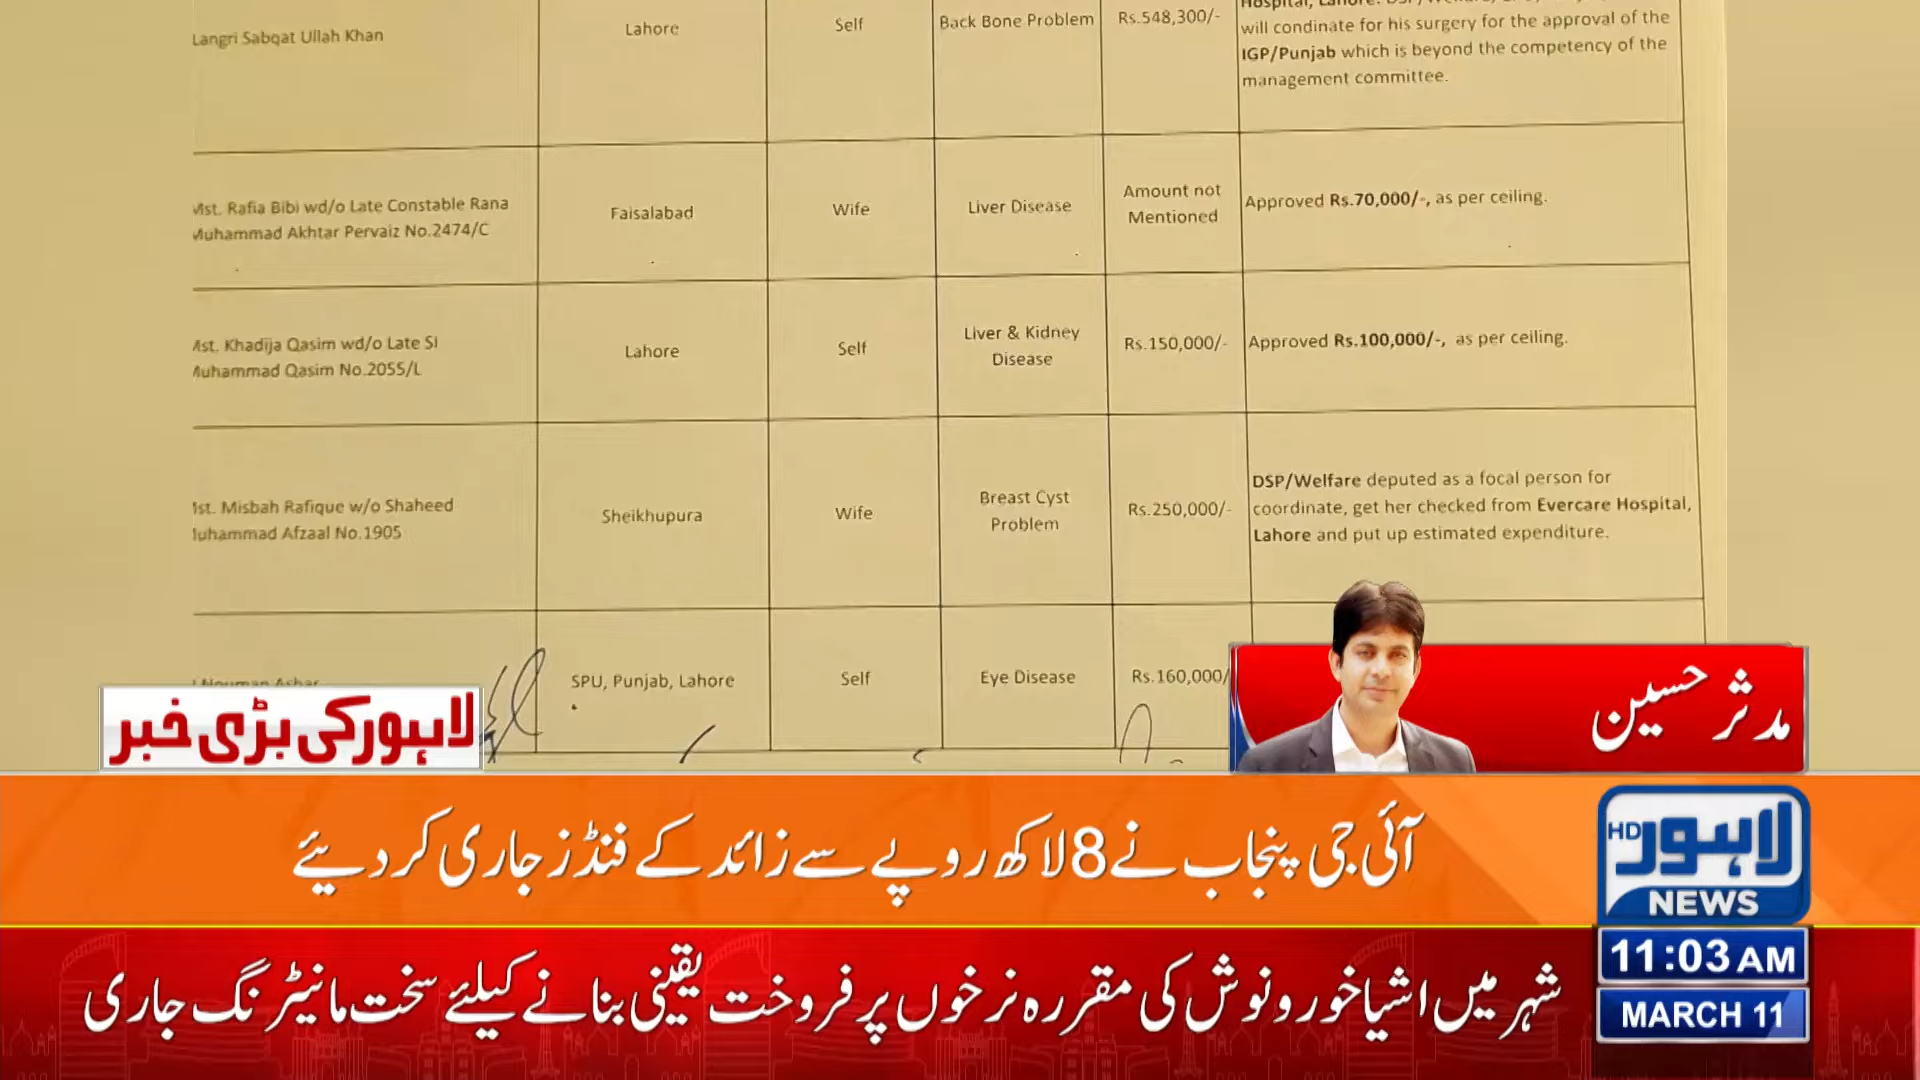 Hospital, Lahore.
Langri Sabqat Ullah Khan
Lahore
Self
Back Bone Problem
Rs.548,300/-
will condinate for his surgery for the approval of the
IGP/Punjab which is beyond the competency of the
management committee.
Mst. Rafia Bibi wd/o Late Constable Rana
Muhammad Akhtar Pervaiz No.2474/C
Faisalabad
Wife
Liver Disease
Amount not
Mentioned
Approved Rs.70,000/-, as per ceiling.
Mst. Khadija Qasim wd/o Late SI
Muhammad Qasim No.2055/L
Lahore
Self
Liver & Kidney
Disease
Rs.150,000/-
Approved Rs.100,000/-, as per ceiling.
Mst. Misbah Rafique w/o Shaheed
Muhammad Afzaal No.1905
Sheikhupura
Wife
Breast Cyst
Problem
Rs.250,000/-
DSP/Welfare deputed as a focal person for
coordinate, get her checked from Evercare Hospital,
Lahore and put up estimated expenditure.
SPU, Punjab, Lahore
Self
Eye Disease
Rs.160,000/
مدثر حسین
لاہور کی بڑی خبر
آئی جی پنجاب نے 8 لاکھ روپے سے زائد کے فنڈز جاری کر دیئے
لاہور HD
NEWS
شہر میں اشیا خورونوش کی مقررہ نرخوں پر فروخت یقینی بنانے کیلئے سخت مانیٹرنگ جاری
11:03 AM
MARCH 11